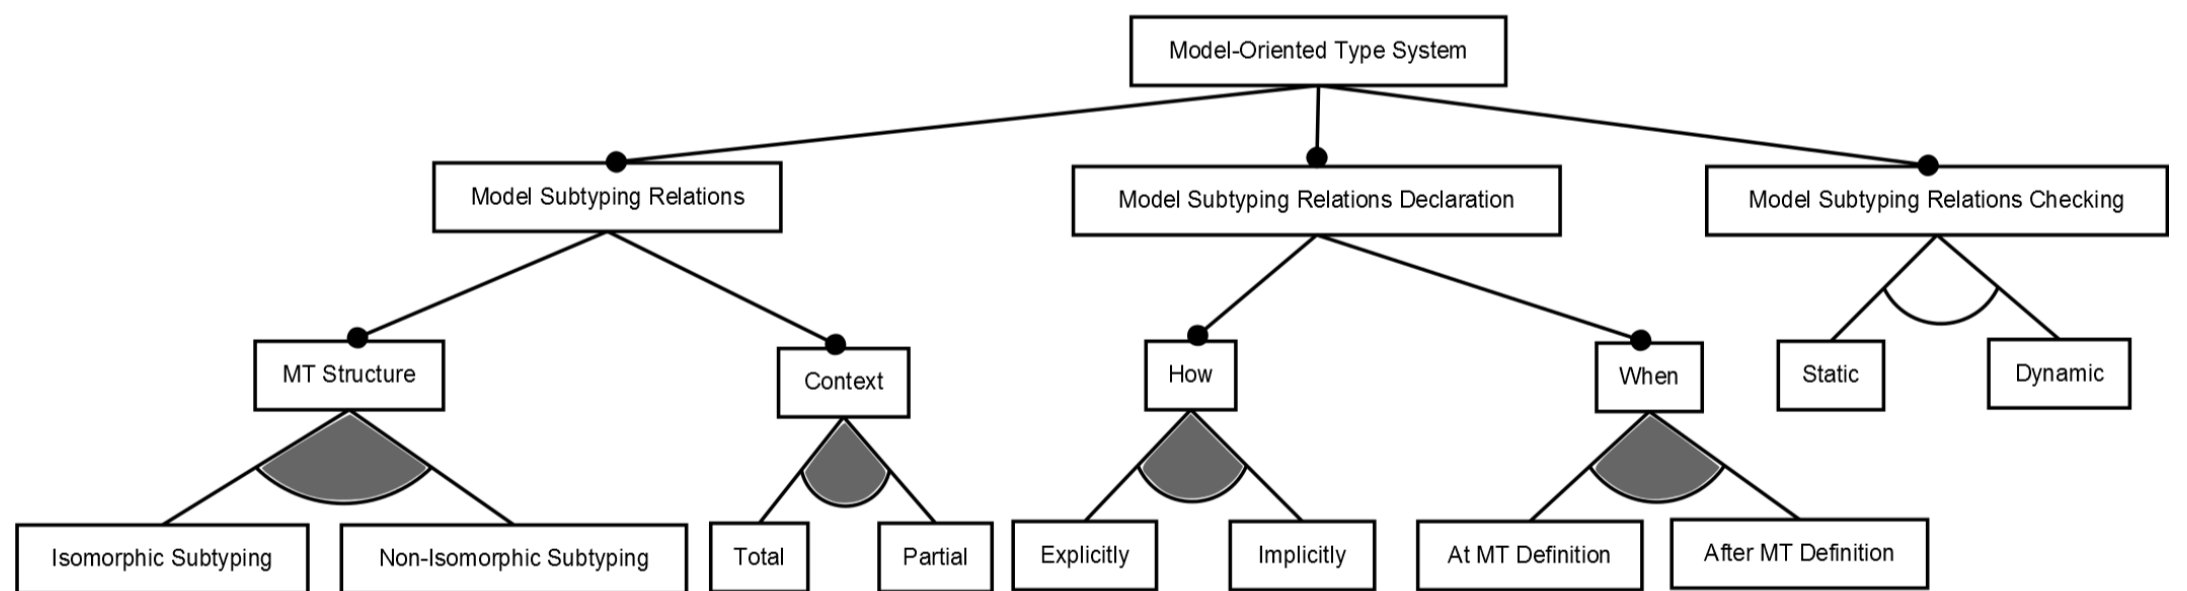 Model-Oriented Type System
Model Subtyping Relations
Model Subtyping Relations Declaration
Model Subtyping Relations Checking
MT Structure
Context
How
When
Static
Dynamic
Isomorphic Subtyping
Non-Isomorphic Subtyping
Total
Partial
Explicitly
Implicitly
At MT Definition
After MT Definition